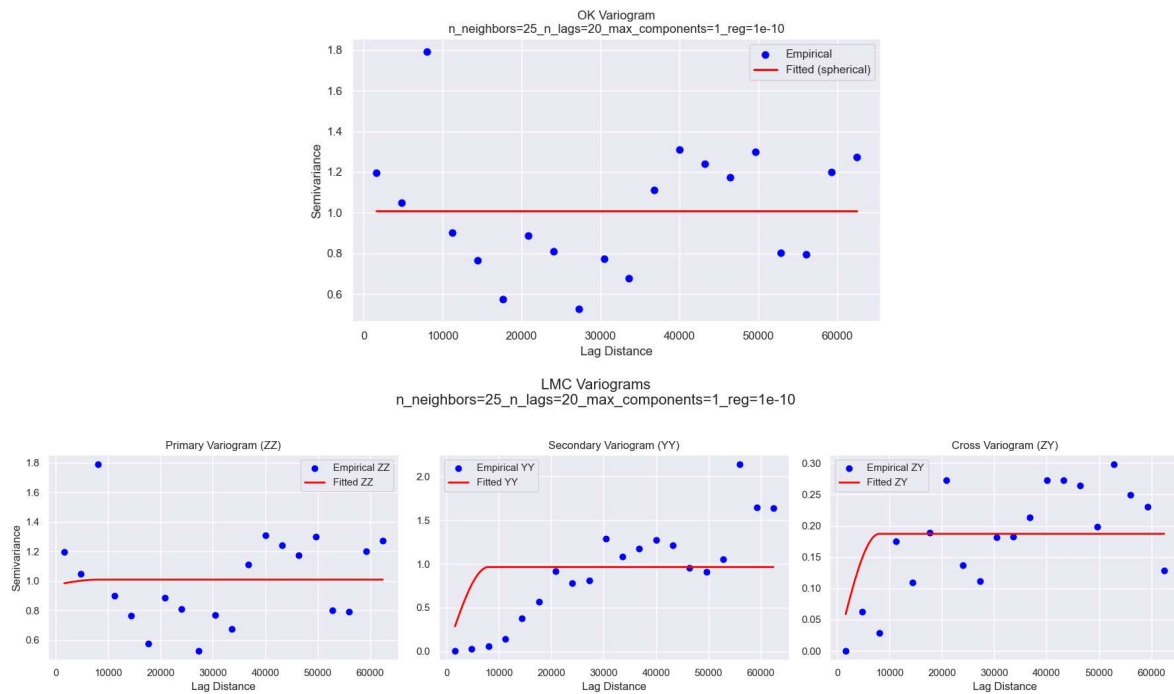 OK Variogram
n_neighbors=25_n_lags=20_max_components=1_reg=1e-10
1.8
1.6
1.4
1.2
1.0
0.8
0.6
Semivariance
Empirical
Fitted (spherical)
0 10000 20000 30000 40000 50000 60000
Lag Distance
LMC Variograms
n_neighbors=25_n_lags=20_max_components=1_reg=1e-10
Primary Variogram (ZZ)
1.8
1.6
1.4
1.2
1.0
0.8
0.6
Semivariance
Empirical ZZ
Fitted ZZ
0 10000 20000 30000 40000 50000 60000
Lag Distance
Secondary Variogram (YY)
2.0
1.5
1.0
0.5
0.0
Empirical YY
Fitted YY
0 10000 20000 30000 40000 50000 60000
Lag Distance
Cross Variogram (ZY)
0.30
0.25
0.20
0.15
0.10
0.05
0.00
Empirical ZY
Fitted ZY
0 10000 20000 30000 40000 50000 60000
Lag Distance